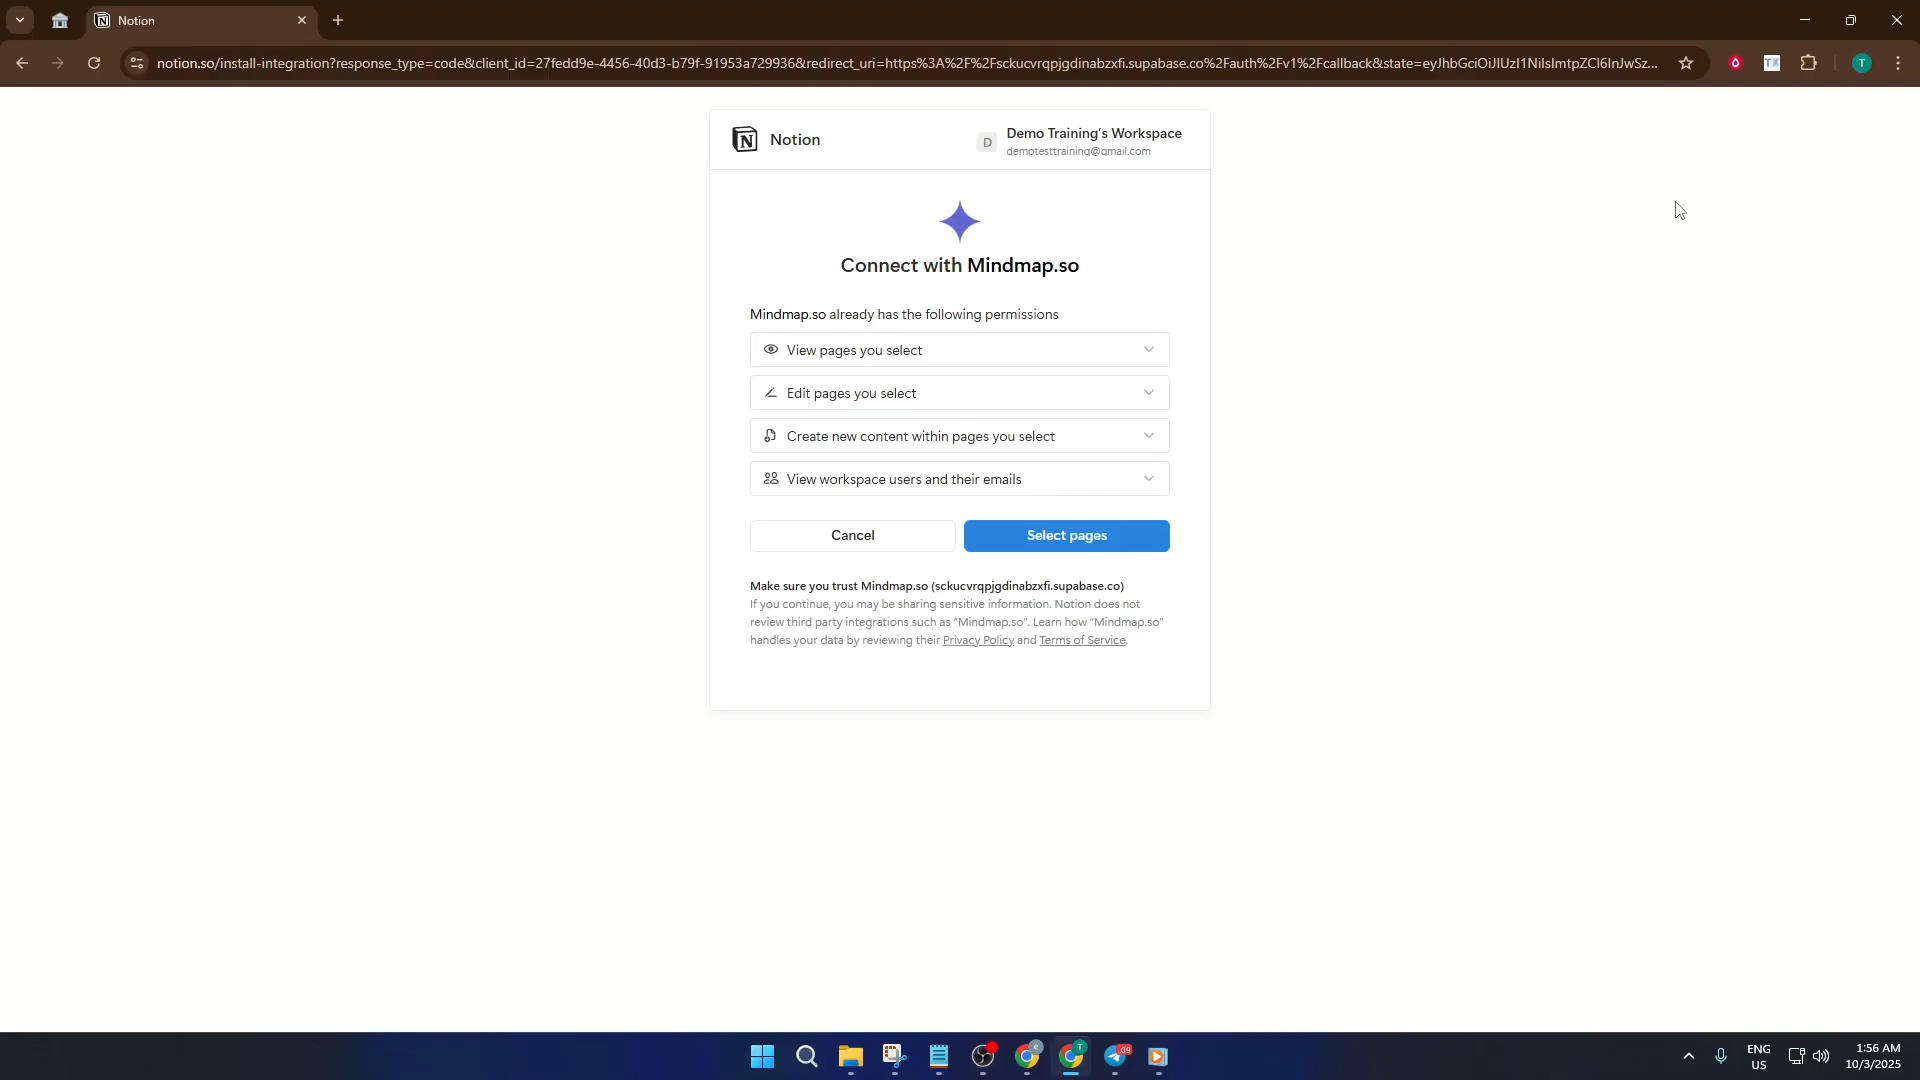 Notion
notion.so/install-integration?response_type=code&client_id=27fedd9e-4456-40d3-b79f-91953a729936&redirect_uri=https%3A%2F%2Fsckucvrqpjgdinabzxfi.supabase.co%2Fauth%2Fv1%2Fcallback&state=eyJhbGciOiJIUzI1NiIsImtpZCI6InJwSz...
T
Notion
D
Demo Training's Workspace
demotesttraining@gmail.com
Connect with Mindmap.so
Mindmap.so already has the following permissions
View pages you select
Edit pages you select
Create new content within pages you select
View workspace users and their emails
Cancel
Select pages
Make sure you trust Mindmap.so (sckucvrqpjgdinabzxfi.supabase.co)
If you continue, you may be sharing sensitive information. Notion does not
review third party integrations such as “Mindmap.so”. Learn how “Mindmap.so”
handles your data by reviewing their Privacy Policy and Terms of Service.
ENG
US
1:56 AM
10/3/2025